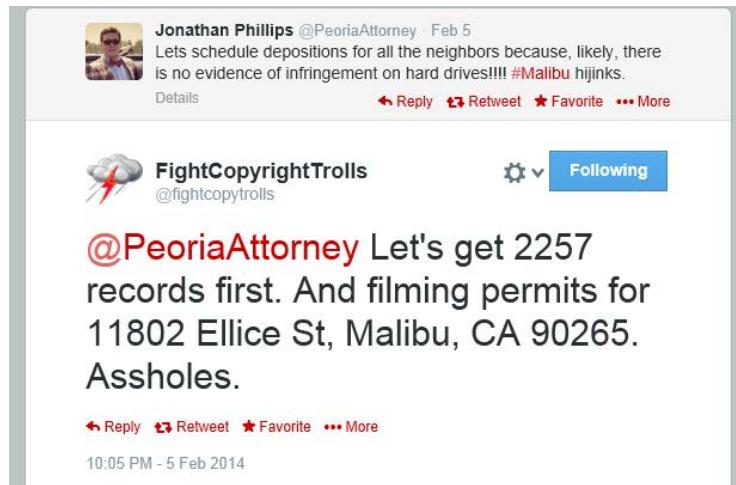 Jonathan Phillips @PeoriaAttorney · Feb 5
Lets schedule depositions for all the neighbors because, likely, there
is no evidence of infringement on hard drives!!!! #Malibu hijinks.
Details
Reply Retweet Favorite More
FightCopyrightTrolls
@fightcopytrolls
Following
@PeoriaAttorney Let's get 2257
records first. And filming permits for
11802 Ellice St, Malibu, CA 90265.
Assholes.
Reply Retweet Favorite More
10:05 PM - 5 Feb 2014